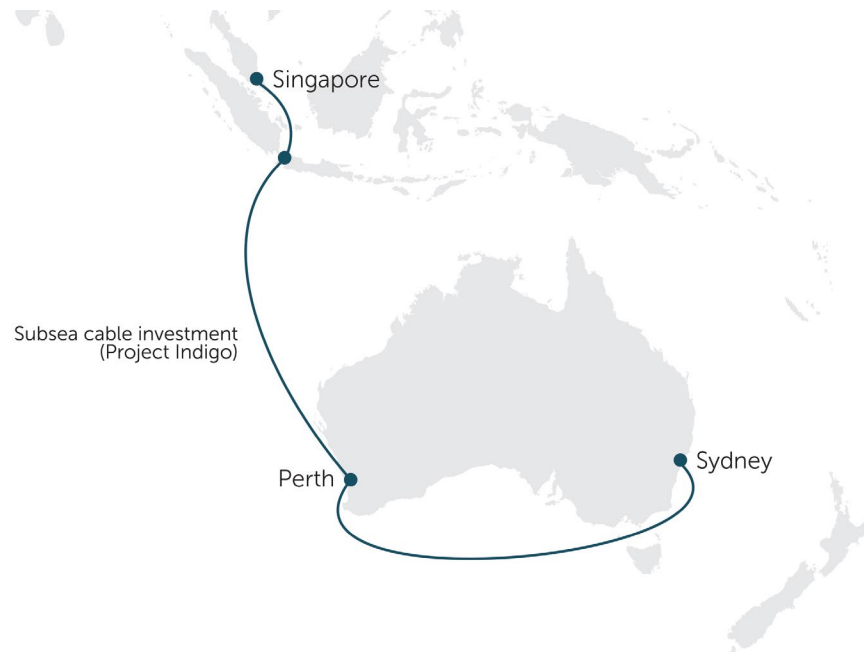 Singapore
Subsea cable investment
(Project Indigo)
Perth
Sydney